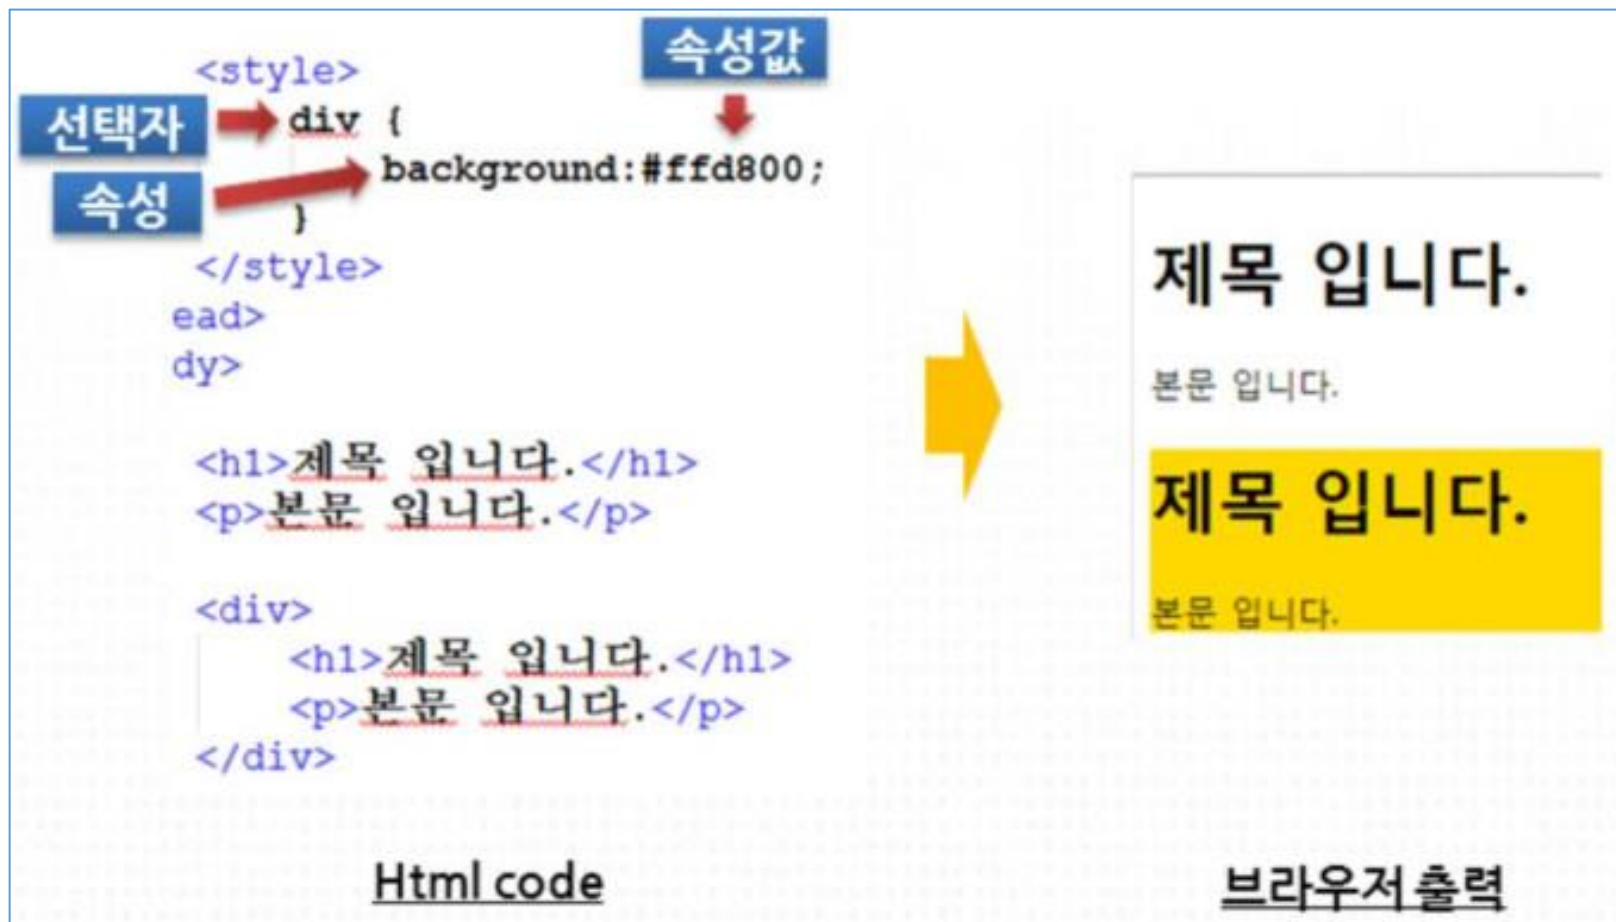 속성값
<style>
선택자
div {
background:#ffd800;
속성
}
</style>
ead>
dy>
<h1>제목 입니다.</h1>
<p>본문 입니다.</p>
<div>
<h1>제목 입니다.</h1>
<p>본문 입니다.</p>
</div>
Html code
제목 입니다.
본문 입니다.
제목 입니다.
본문 입니다.
브라우저 출력